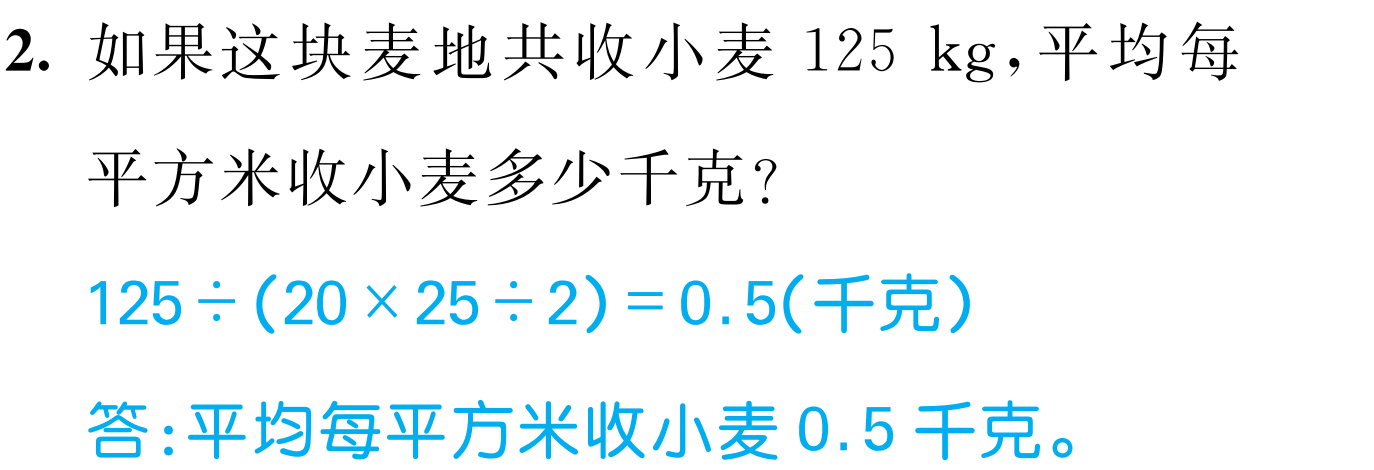 2. 如果这块麦地共收小麦 125 kg,平均每
平方米收小麦多少千克?
125÷(20×25÷2)=0.5(千克)
答:平均每平方米收小麦 0.5 千克。